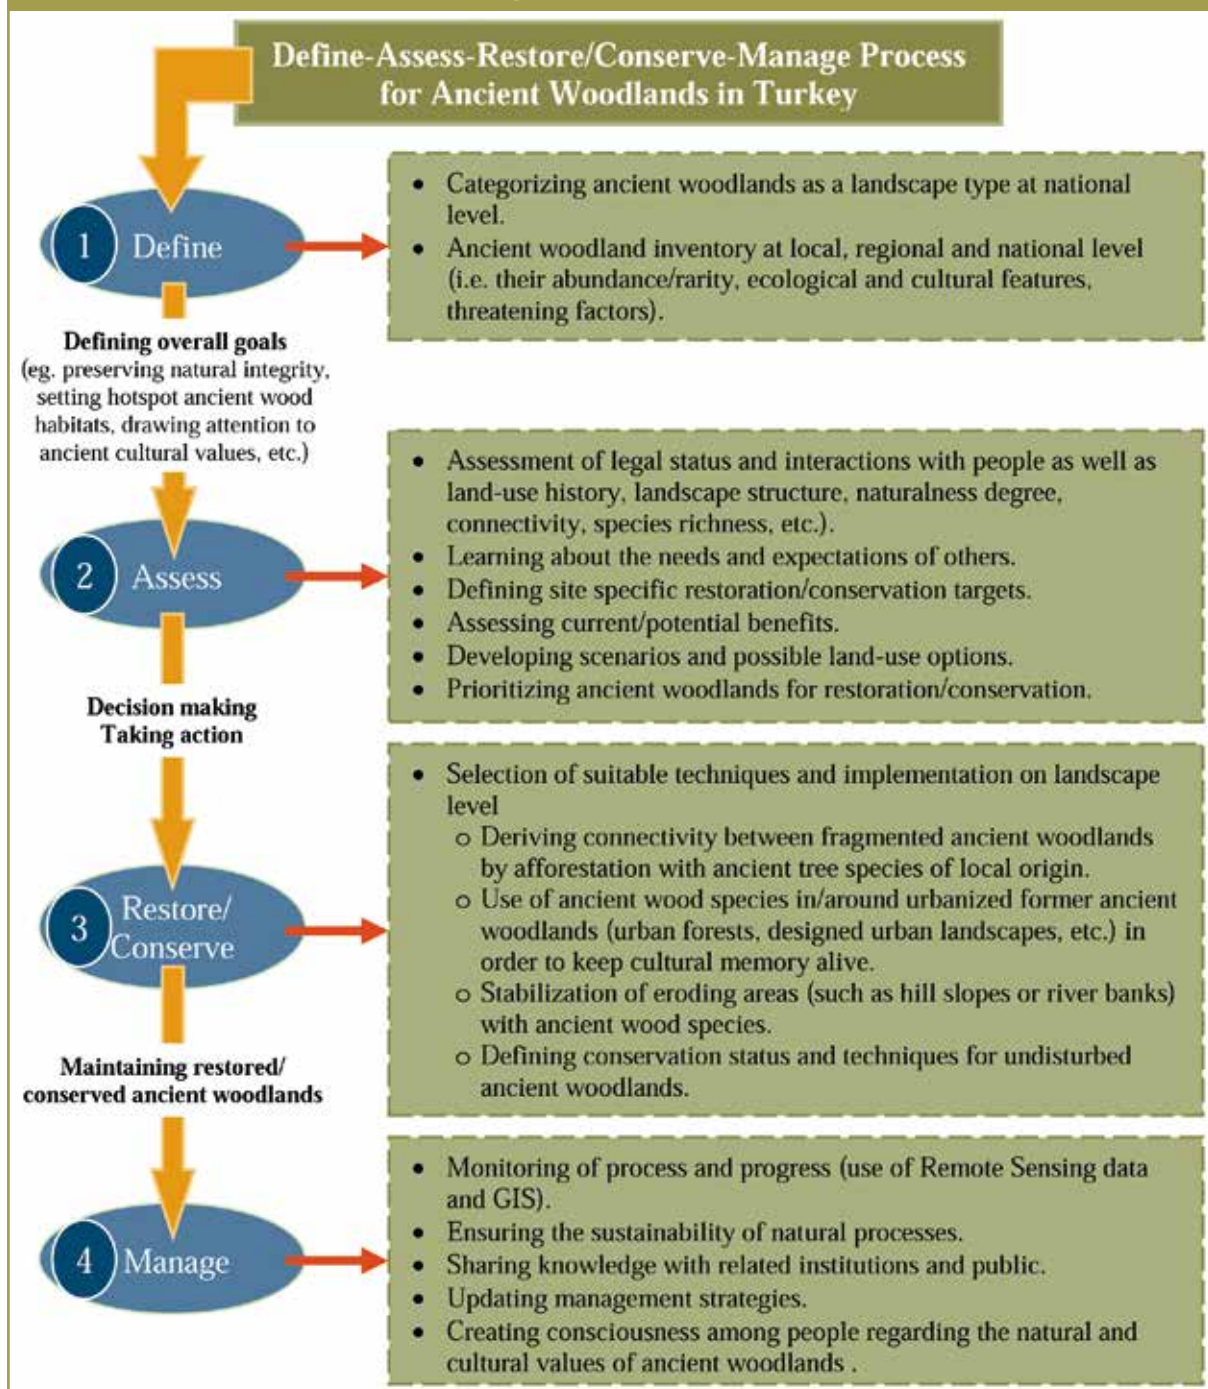 Define-Assess-Restore/Conserve-Manage Process
for Ancient Woodlands in Turkey
1
Define
• Categorizing ancient woodlands as a landscape type at national
level.
• Ancient woodland inventory at local, regional and national level
(i.e. their abundance/rarity, ecological and cultural features,
threatening factors).
Defining overall goals
(eg. preserving natural integrity,
setting hotspot ancient wood
habitats, drawing attention to
ancient cultural values, etc.)
2
Assess
• Assessment of legal status and interactions with people as well as
land-use history, landscape structure, naturalness degree,
connectivity, species richness, etc.).
• Learning about the needs and expectations of others.
• Defining site specific restoration/conservation targets.
• Assessing current/potential benefits.
• Developing scenarios and possible land-use options.
• Prioritizing ancient woodlands for restoration/conservation.
Decision making
Taking action
3
Restore/
Conserve
• Selection of suitable techniques and implementation on landscape
level
o Deriving connectivity between fragmented ancient woodlands
by afforestation with ancient tree species of local origin.
o Use of ancient wood species in/around urbanized former ancient
woodlands (urban forests, designed urban landscapes, etc.) in
order to keep cultural memory alive.
o Stabilization of eroding areas (such as hill slopes or river banks)
with ancient wood species.
o Defining conservation status and techniques for undisturbed
ancient woodlands.
Maintaining restored/
conserved ancient woodlands
4
Manage
• Monitoring of process and progress (use of Remote Sensing data
and GIS).
• Ensuring the sustainability of natural processes.
• Sharing knowledge with related institutions and public.
• Updating management strategies.
• Creating consciousness among people regarding the natural and
cultural values of ancient woodlands .